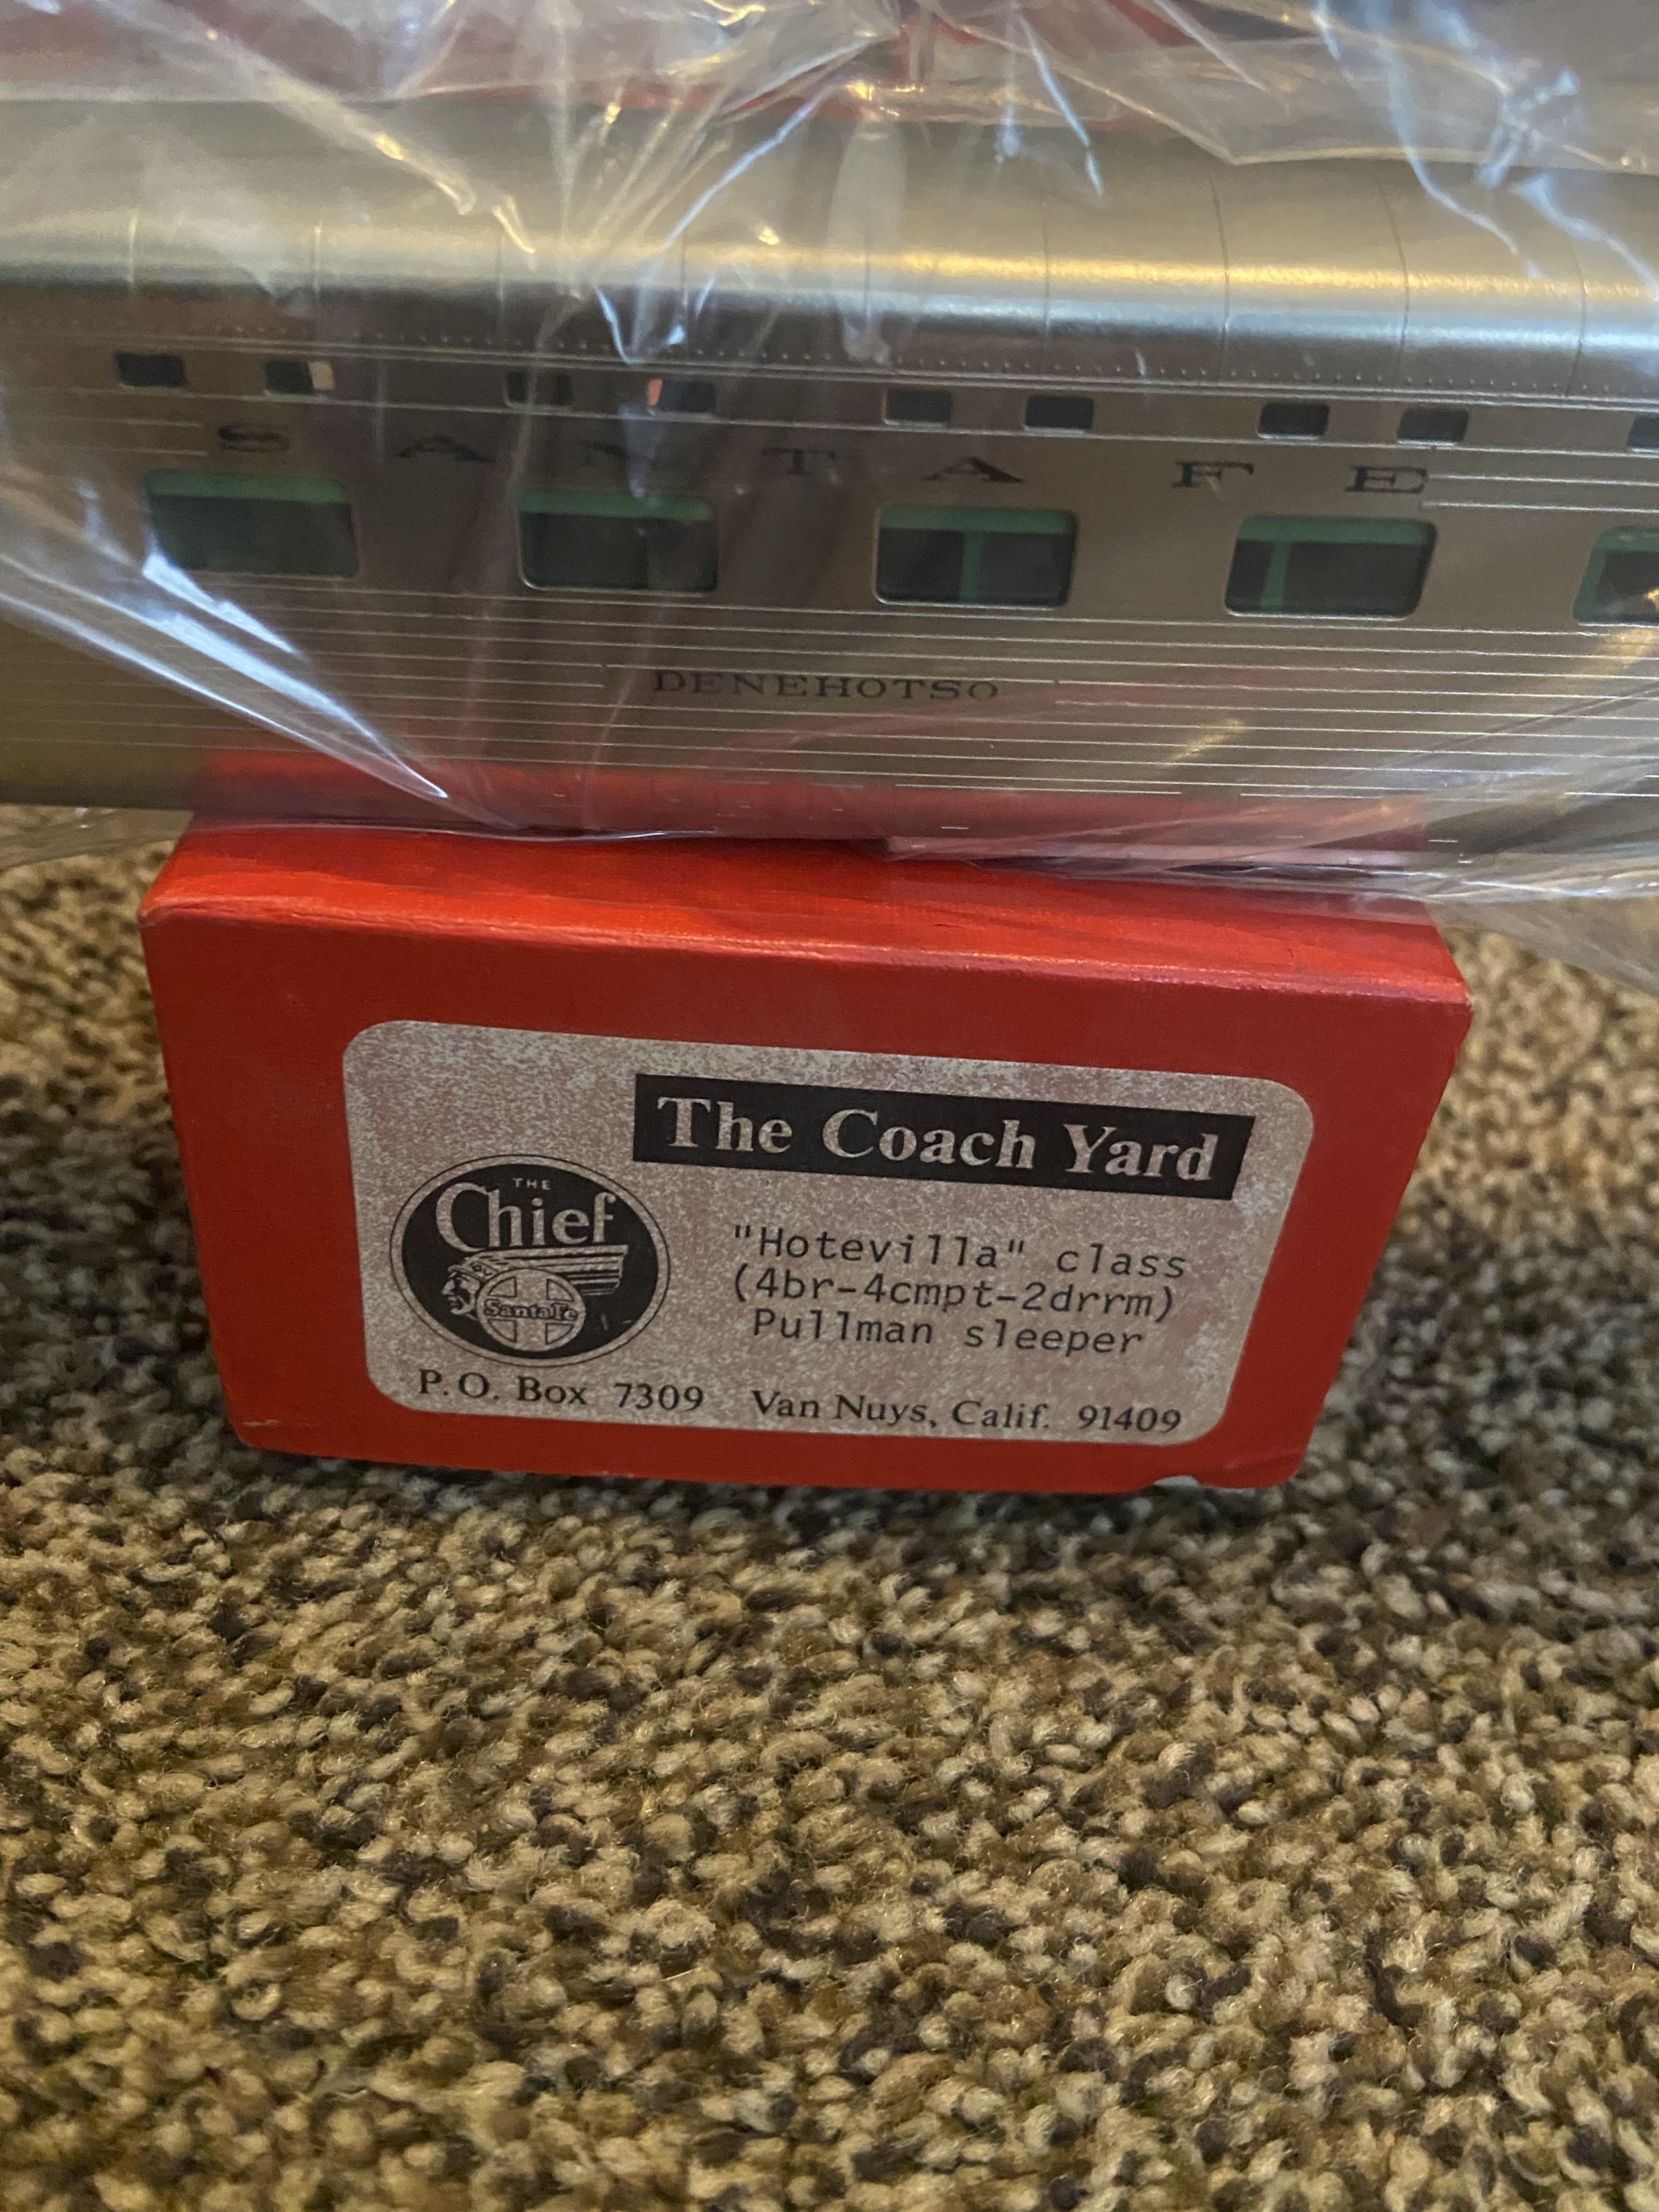 SANTA FE
DENEHOTSO
The Coach Yard
THE
Chief
Santa Fe
"Hotevilla" class
(4br-4cmpt-2drrm)
Pullman sleeper
P.O. Box 7309 Van Nuys, Calif. 91409